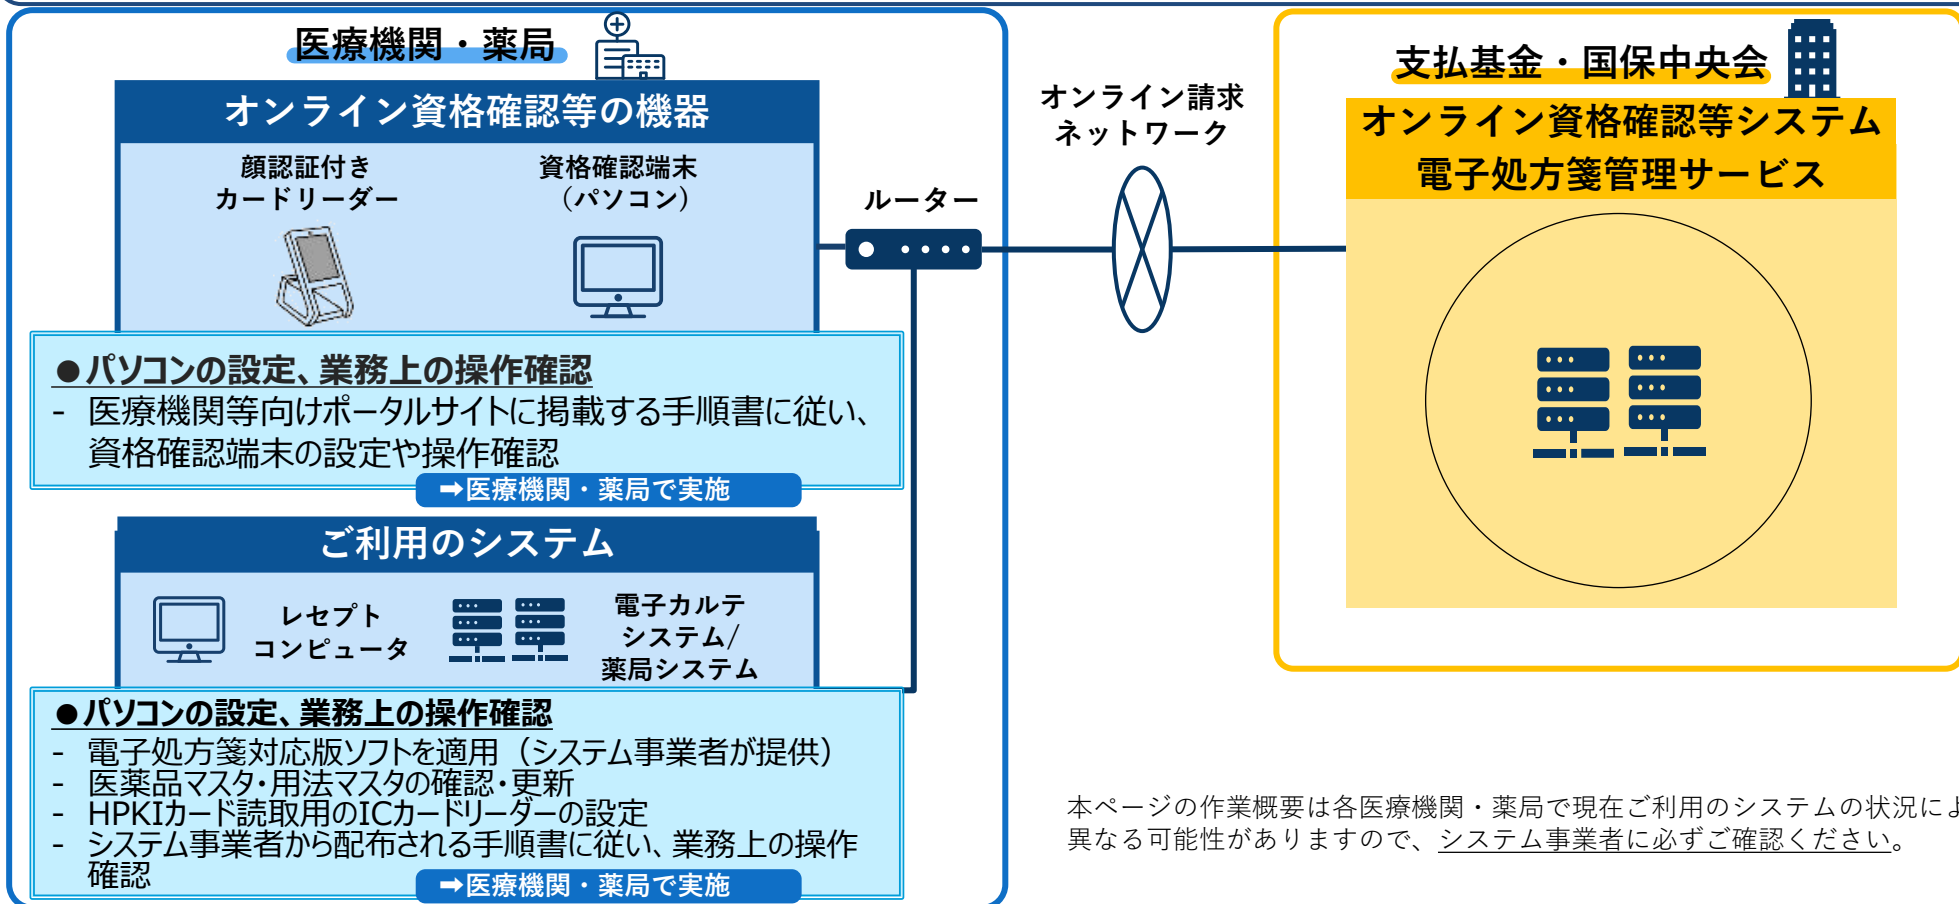 医療機関・薬局
オンライン資格確認等の機器
顔認証付き
カードリーダー
資格確認端末
（パソコン）
●パソコンの設定、業務上の操作確認
- 医療機関等向けポータルサイトに掲載する手順書に従い、
資格確認端末の設定や操作確認
➡医療機関・薬局で実施
ご利用のシステム
レセプト
コンピュータ
電子カルテ
システム/
薬局システム
●パソコンの設定、業務上の操作確認
- 電子処方箋対応版ソフトを適用（システム事業者が提供）
- 医薬品マスタ・用法マスタの確認・更新
- HPKIカード読取用のICカードリーダーの設定
- システム事業者から配布される手順書に従い、業務上の操作
確認
➡医療機関・薬局で実施
ルーター
オンライン請求
ネットワーク
支払基金・国保中央会
オンライン資格確認等システム
電子処方箋管理サービス
本ページの作業概要は各医療機関・薬局で現在ご利用のシステムの状況によ
異なる可能性がありますので、システム事業者に必ずご確認ください。